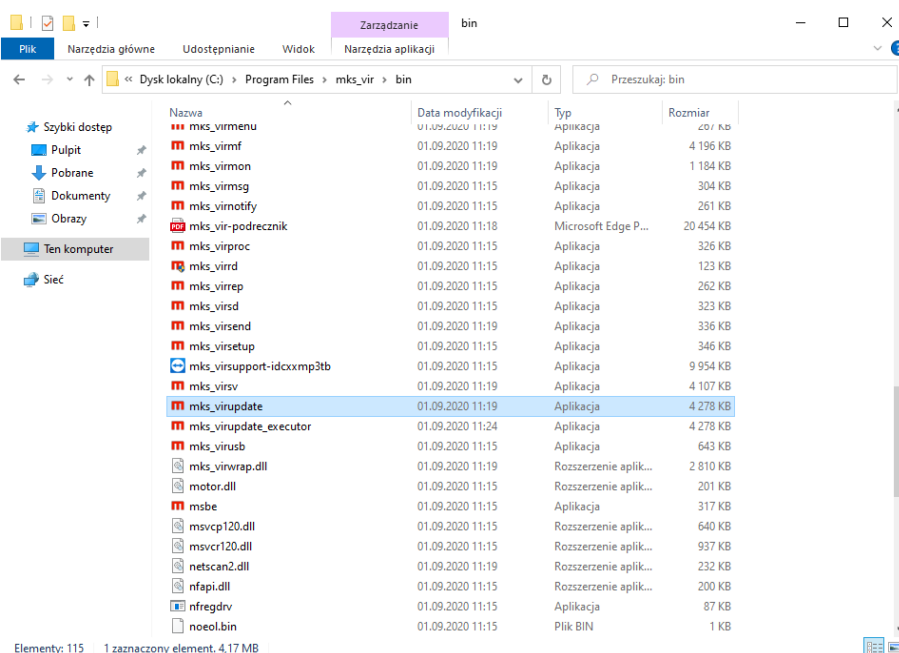 Zarządzanie bin
Plik Narzędzia główne Udostępnianie Widok Narzędzia aplikacji
« Dysk lokalny (C:) › Program Files › mks_vir › bin Przeszukaj: bin
Szybki dostęp
Pulpit
Pobrane
Dokumenty
Obrazy
Ten komputer
Sieć
Nazwa Data modyfikacji Typ Rozmiar
mks_virmenu 01.09.2020 11:19 Aplikacja 267 KB
mks_virmf 01.09.2020 11:19 Aplikacja 4 196 KB
mks_virmon 01.09.2020 11:19 Aplikacja 1 184 KB
mks_virmsg 01.09.2020 11:15 Aplikacja 304 KB
mks_virnotify 01.09.2020 11:15 Aplikacja 261 KB
PDF mks_vir-podrecznik 01.09.2020 11:18 Microsoft Edge P... 20 454 KB
mks_virproc 01.09.2020 11:15 Aplikacja 326 KB
mks_virrd 01.09.2020 11:15 Aplikacja 123 KB
mks_virrep 01.09.2020 11:15 Aplikacja 262 KB
mks_virsd 01.09.2020 11:15 Aplikacja 323 KB
mks_virsend 01.09.2020 11:19 Aplikacja 336 KB
mks_virsetup 01.09.2020 11:15 Aplikacja 346 KB
mks_virsupport-idcxxmp3tb 01.09.2020 11:15 Aplikacja 9 954 KB
mks_virsv 01.09.2020 11:19 Aplikacja 4 107 KB
mks_virupdate 01.09.2020 11:19 Aplikacja 4 278 KB
mks_virupdate_executor 01.09.2020 11:24 Aplikacja 4 278 KB
mks_virusb 01.09.2020 11:15 Aplikacja 643 KB
mks_virwrap.dll 01.09.2020 11:19 Rozszerzenie aplik... 2 810 KB
motor.dll 01.09.2020 11:15 Rozszerzenie aplik... 201 KB
msbe 01.09.2020 11:15 Aplikacja 317 KB
msvcp120.dll 01.09.2020 11:15 Rozszerzenie aplik... 640 KB
msvcr120.dll 01.09.2020 11:15 Rozszerzenie aplik... 937 KB
netscan2.dll 01.09.2020 11:19 Rozszerzenie aplik... 232 KB
nfapi.dll 01.09.2020 11:15 Rozszerzenie aplik... 200 KB
nfregdrv 01.09.2020 11:15 Aplikacja 87 KB
noeol.bin 01.09.2020 11:15 Plik BIN 1 KB
Elementy: 115 1 zaznaczony element. 4,17 MB